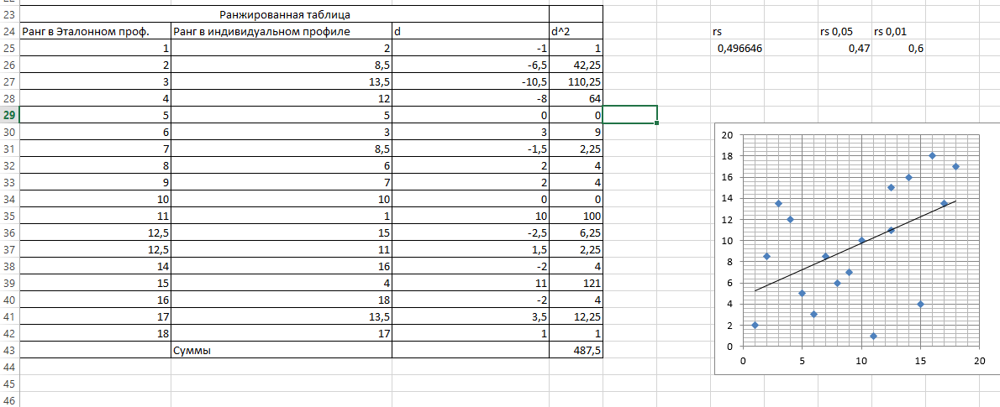 23 Ранжированная таблица
24 Ранг в Эталонном проф. Ранг в индивидуальном профиле d d^2 rs rs 0,05 rs 0,01
25 1 2 -1 1 0,496646 0,47 0,6
26 2 8,5 -6,5 42,25
27 3 13,5 -10,5 110,25
28 4 12 -8 64
29 5 5 0 0
30 6 3 3 9
31 7 8,5 -1,5 2,25
32 8 6 2 4
33 9 7 2 4
34 10 10 0 0
35 11 1 10 100
36 12,5 15 -2,5 6,25
37 12,5 11 1,5 2,25
38 14 16 -2 4
39 15 4 11 121
40 16 18 -2 4
41 17 13,5 3,5 12,25
42 18 17 1 1
43 Суммы 487,5
44
45
46
20
18
16
14
12
10
8
6
4
2
0
0 5 10 15 20